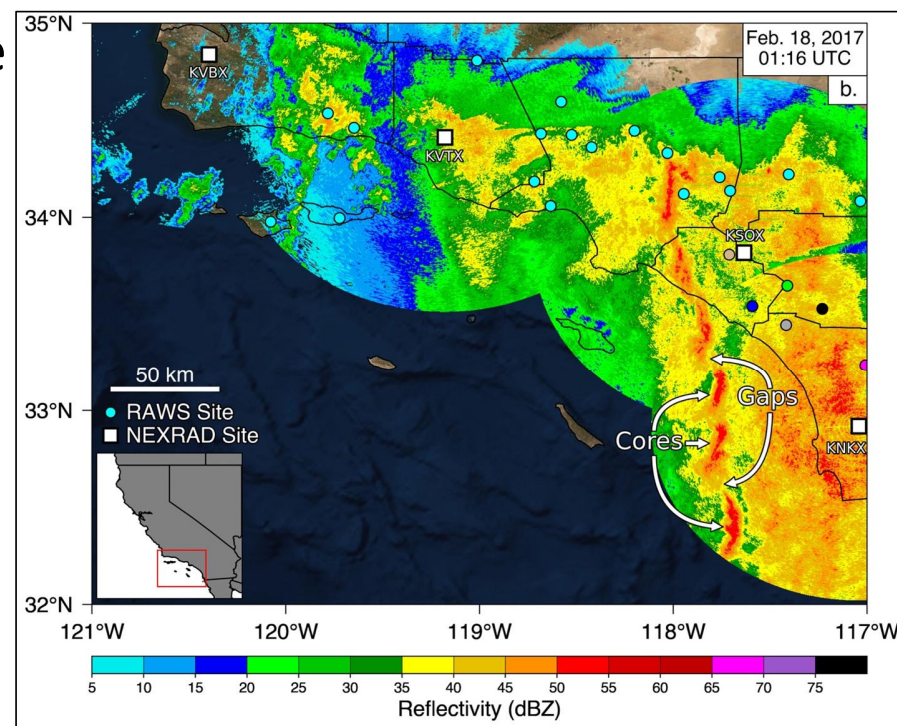 e
Feb. 18, 2017
01:16 UTC
b.
35°N
34°N
33°N
32°N
KVBX
KVTX
KSOX
KNKX
Gaps
Cores
50 km
RAWS Site
NEXRAD Site
121°W 120°W 119°W 118°W 117°W
5 10 15 20 25 30 35 40 45 50 55 60 65 70 75
Reflectivity (dBZ)